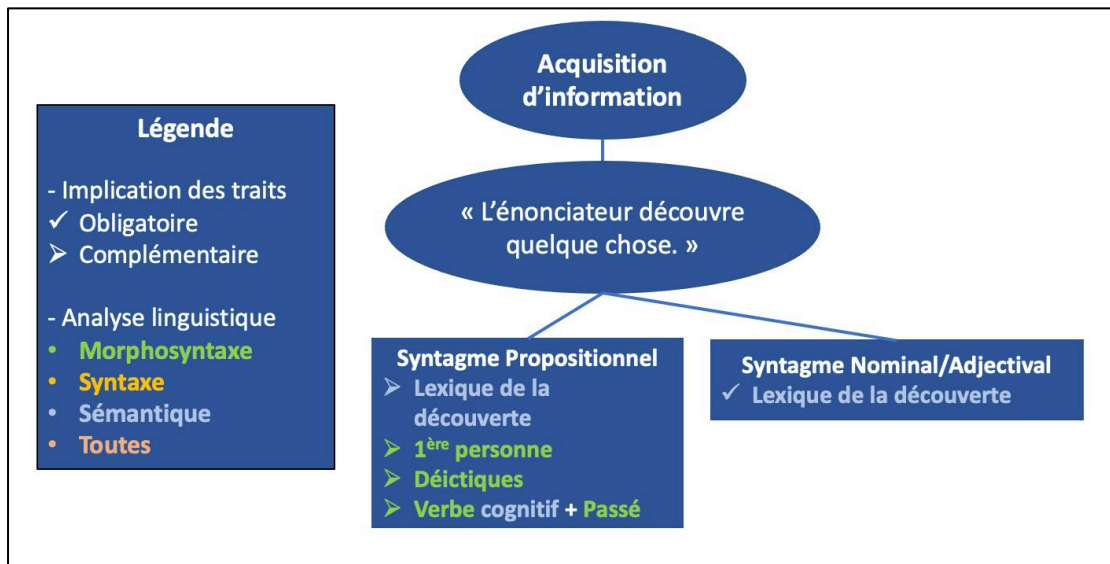 Acquisition
d’information
Légende
- Implication des traits
✓ Obligatoire
➢ Complémentaire
- Analyse linguistique
• Morphosyntaxe
• Syntaxe
• Sémantique
• Toutes
« L’énonciateur découvre
quelque chose. »
Syntagme Propositionnel
➢ Lexique de la
découverte
➢ 1ère personne
➢ Déictiques
➢ Verbe cognitif + Passé
Syntagme Nominal/Adjectival
✓ Lexique de la découverte